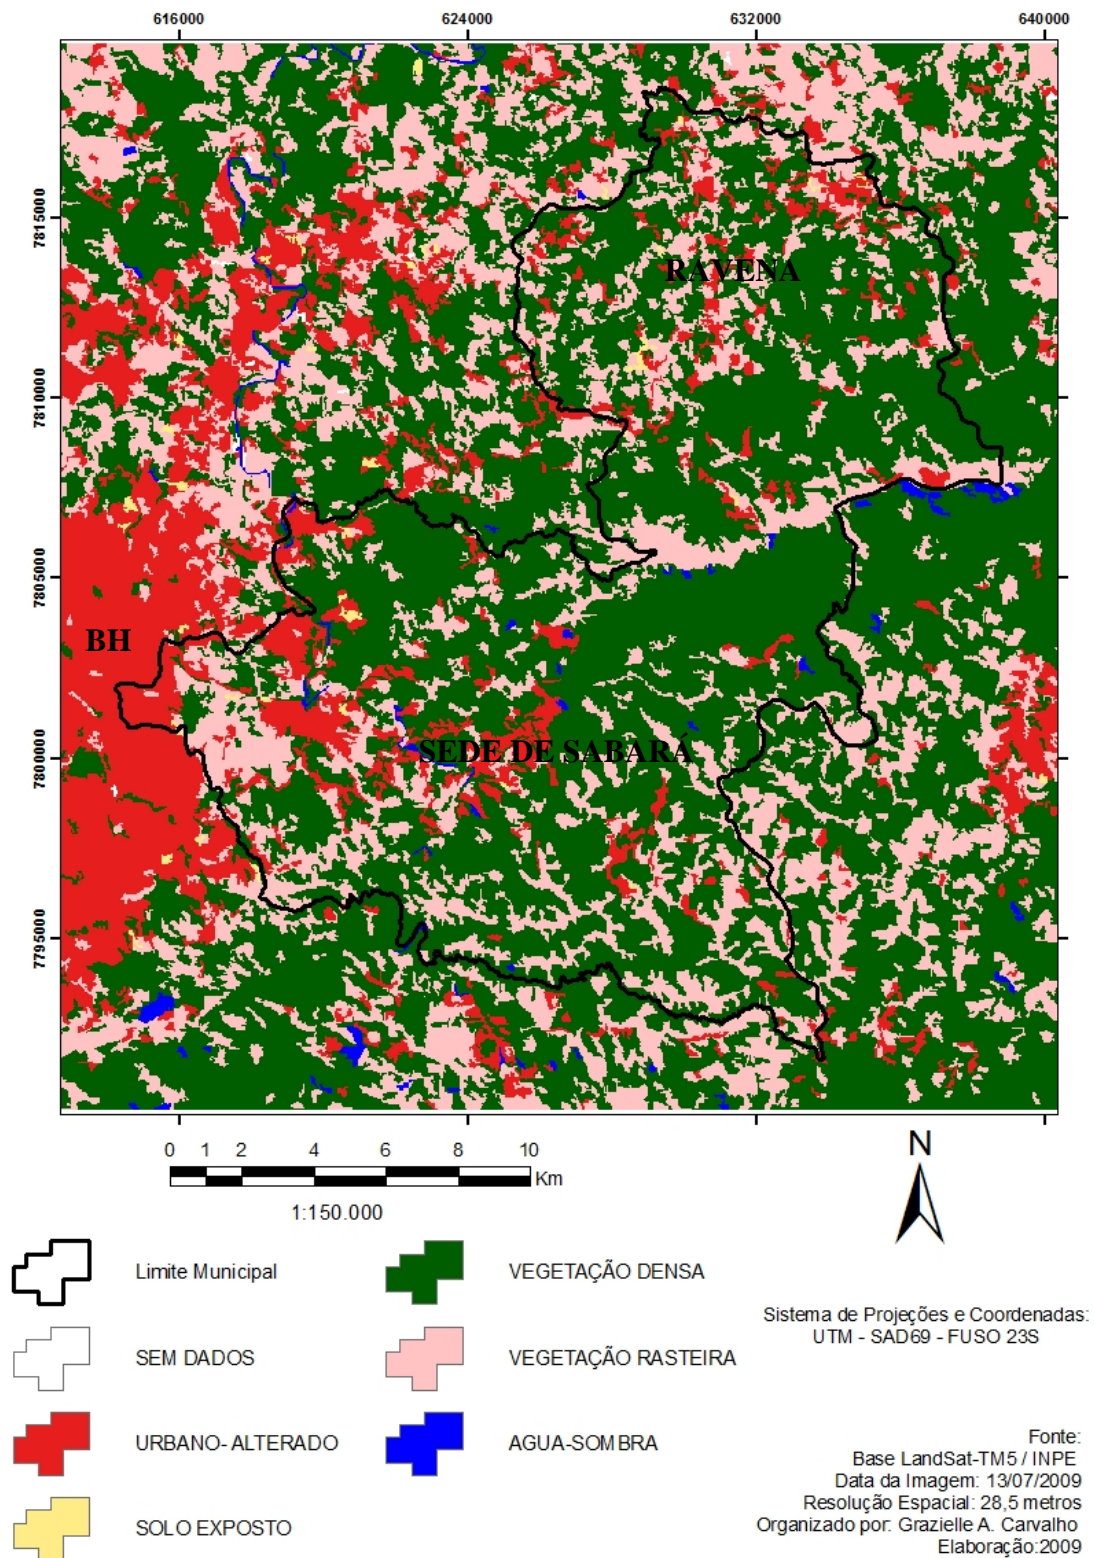 616000 624000 632000 640000
7815000
RAVENA
7810000
7805000
BH
SEDE DE SABARÁ
7800000
7795000
0 1 2 4 6 8 10
Km
1:150.000
N
Limite Municipal
VEGETAÇÃO DENSA
SEM DADOS
VEGETAÇÃO RASTEIRA
URBANO- ALTERADO
AGUA-SOMBRA
SOLO EXPOSTO
Sistema de Projeções e Coordenadas:
UTM - SAD69 - FUSO 23S
Fonte:
Base LandSat-TM5 / INPE
Data da Imagem: 13/07/2009
Resolução Espacial: 28,5 metros
Organizado por: Grazielle A. Carvalho
Elaboração:2009